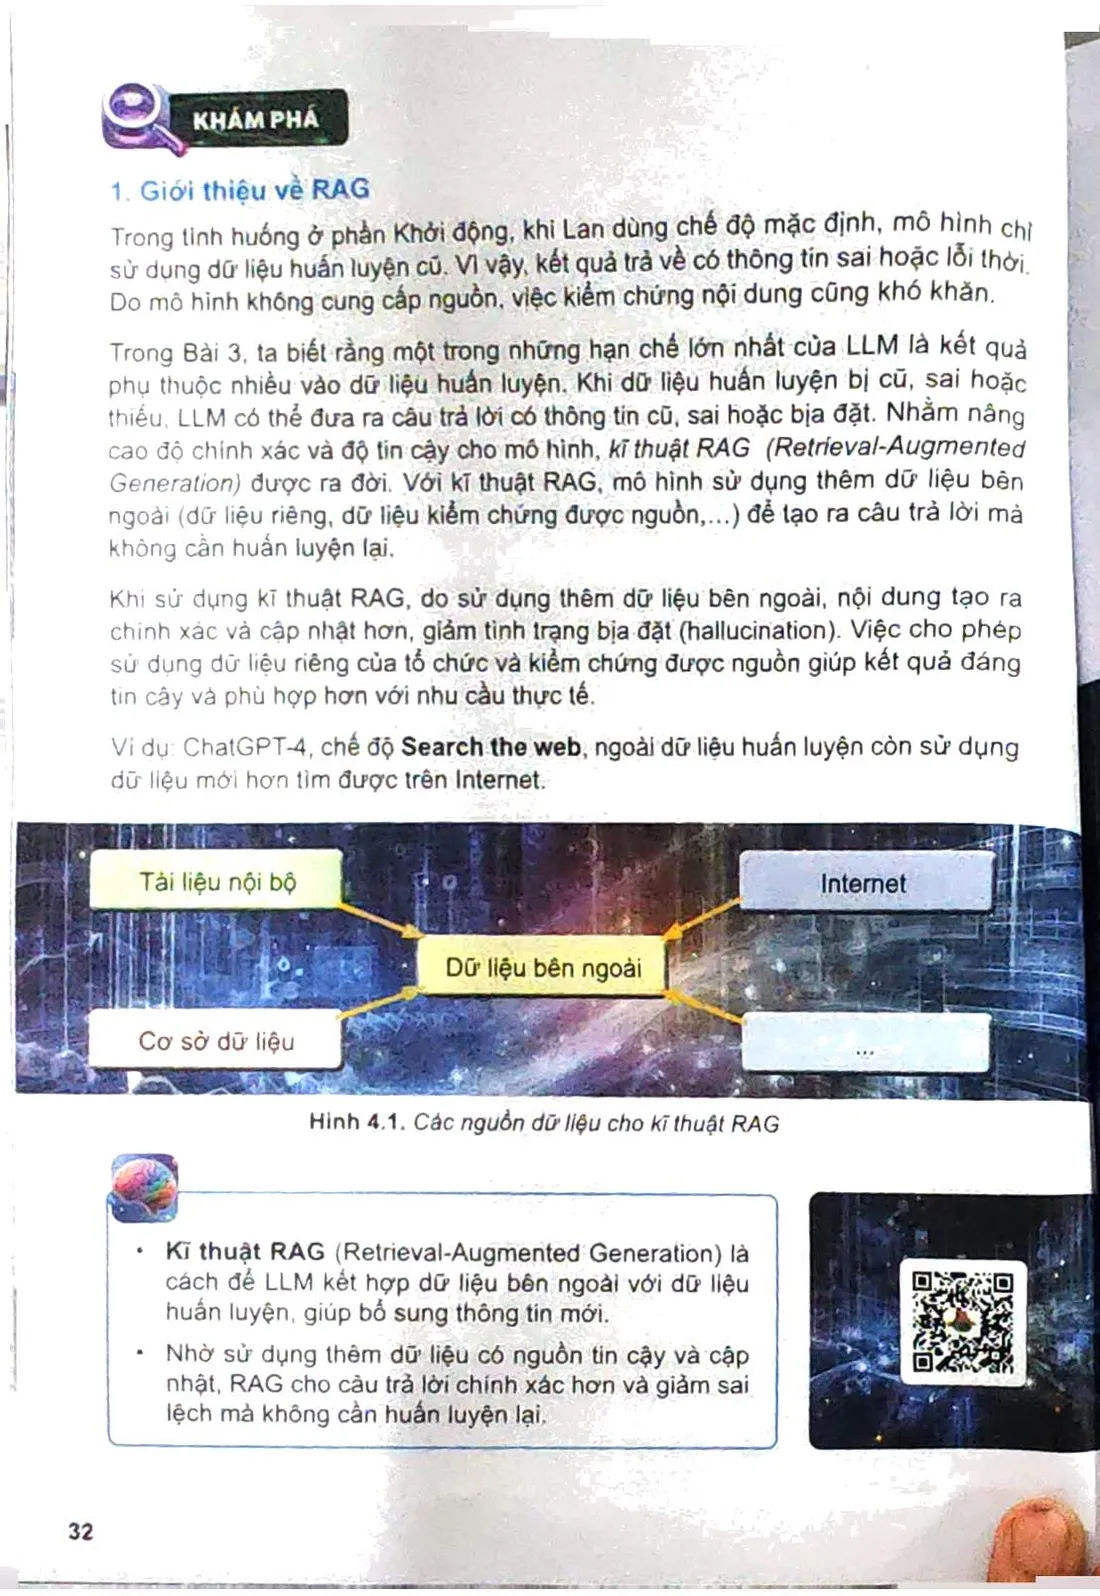 KHÁM PHÁ
1. Giới thiệu về RAG
Trong tình huống ở phần Khởi động, khi Lan dùng chế độ mặc định, mô hình chỉ
sử dụng dữ liệu huấn luyện cũ. Vì vậy, kết quả trả về có thông tin sai hoặc lỗi thời.
Do mô hình không cung cấp nguồn, việc kiểm chứng nội dung cũng khó khăn.
Trong Bài 3, ta biết rằng một trong những hạn chế lớn nhất của LLM là kết quả
phụ thuộc nhiều vào dữ liệu huấn luyện. Khi dữ liệu huấn luyện bị cũ, sai hoặc
thiếu, LLM có thể đưa ra câu trả lời có thông tin cũ, sai hoặc bịa đặt. Nhằm nâng
cao độ chính xác và độ tin cậy cho mô hình, kĩ thuật RAG (Retrieval-Augmented
Generation) được ra đời. Với kĩ thuật RAG, mô hình sử dụng thêm dữ liệu bên
ngoài (dữ liệu riêng, dữ liệu kiểm chứng được nguồn,...) để tạo ra câu trả lời mà
không cần huấn luyện lại.
Khi sử dụng kĩ thuật RAG, do sử dụng thêm dữ liệu bên ngoài, nội dung tạo ra
chính xác và cập nhật hơn, giảm tình trạng bịa đặt (hallucination). Việc cho phép
sử dụng dữ liệu riêng của tổ chức và kiểm chứng được nguồn giúp kết quả đáng
tin cậy và phù hợp hơn với nhu cầu thực tế.
Ví dụ: ChatGPT-4, chế độ Search the web, ngoài dữ liệu huấn luyện còn sử dụng
dữ liệu mới hơn tìm được trên Internet.
Tài liệu nội bộ
Internet
Dữ liệu bên ngoài
Cơ sở dữ liệu
...
Hình 4.1. Các nguồn dữ liệu cho kĩ thuật RAG
• Kĩ thuật RAG (Retrieval-Augmented Generation) là
cách để LLM kết hợp dữ liệu bên ngoài với dữ liệu
huấn luyện, giúp bổ sung thông tin mới.
• Nhờ sử dụng thêm dữ liệu có nguồn tin cậy và cập
nhật, RAG cho câu trả lời chính xác hơn và giảm sai
lệch mà không cần huấn luyện lại.
32